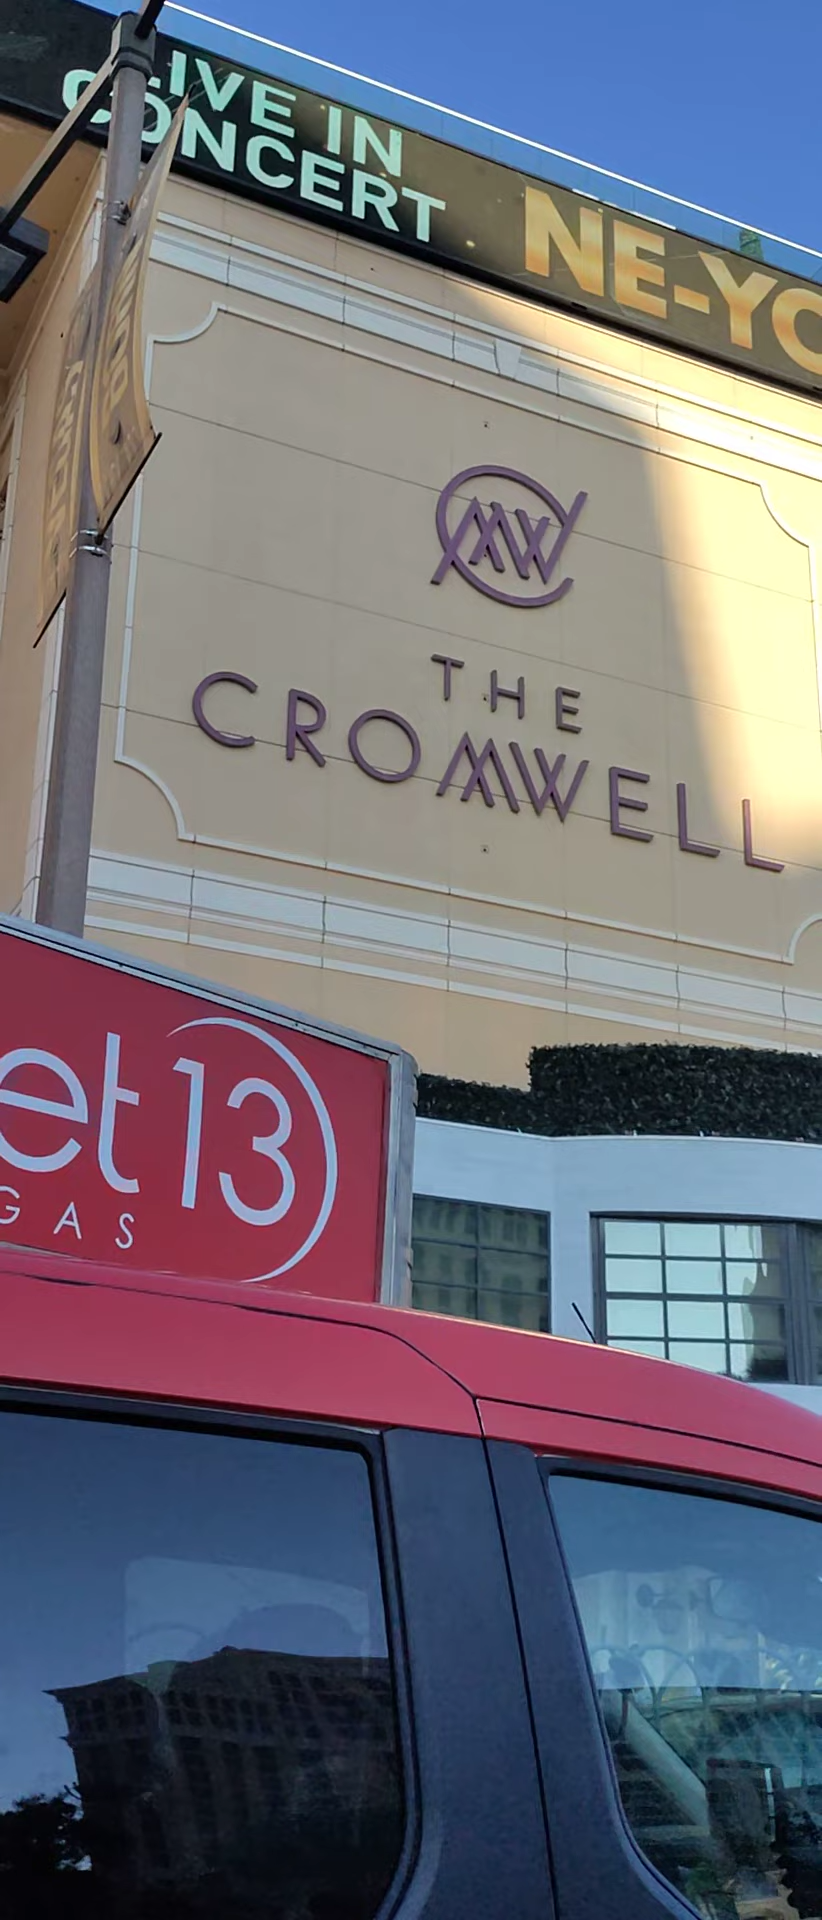 LIVE IN
CONCERT
NE-YO
THE
CROMWELL
et 13
GAS